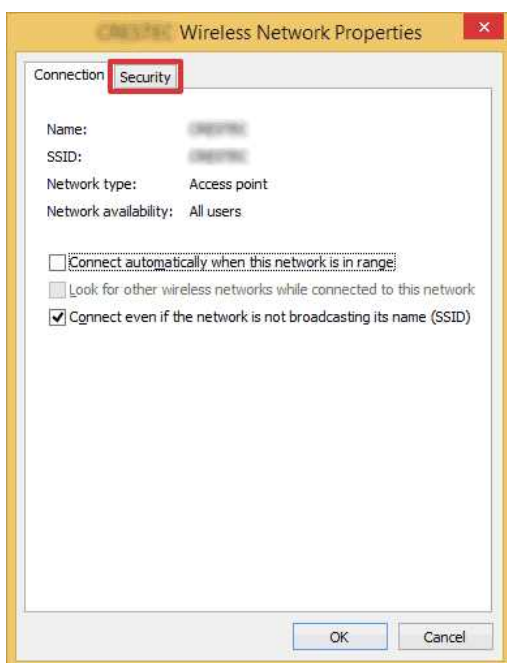 Wireless Network Properties
Connection Security
Name:
SSID:
Network type: Access point
Network availability: All users
Connect automatically when this network is in range
Look for other wireless networks while connected to this network
Connect even if the network is not broadcasting its name (SSID)
OK Cancel